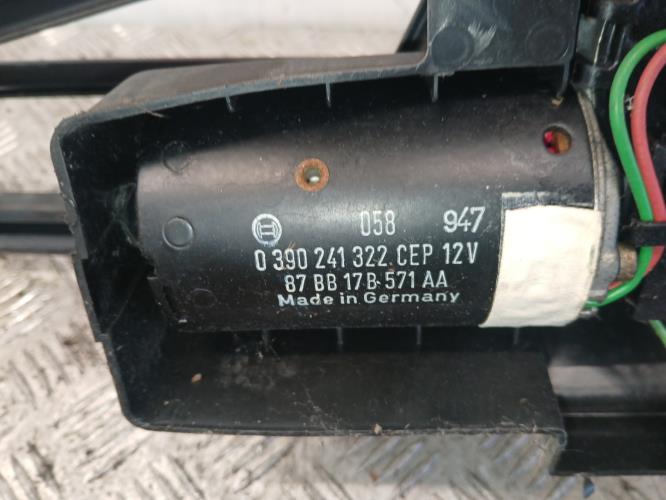 058 947
0 390 241 322 CEP 12V
87 BB 17B 571 AA
Made in Germany